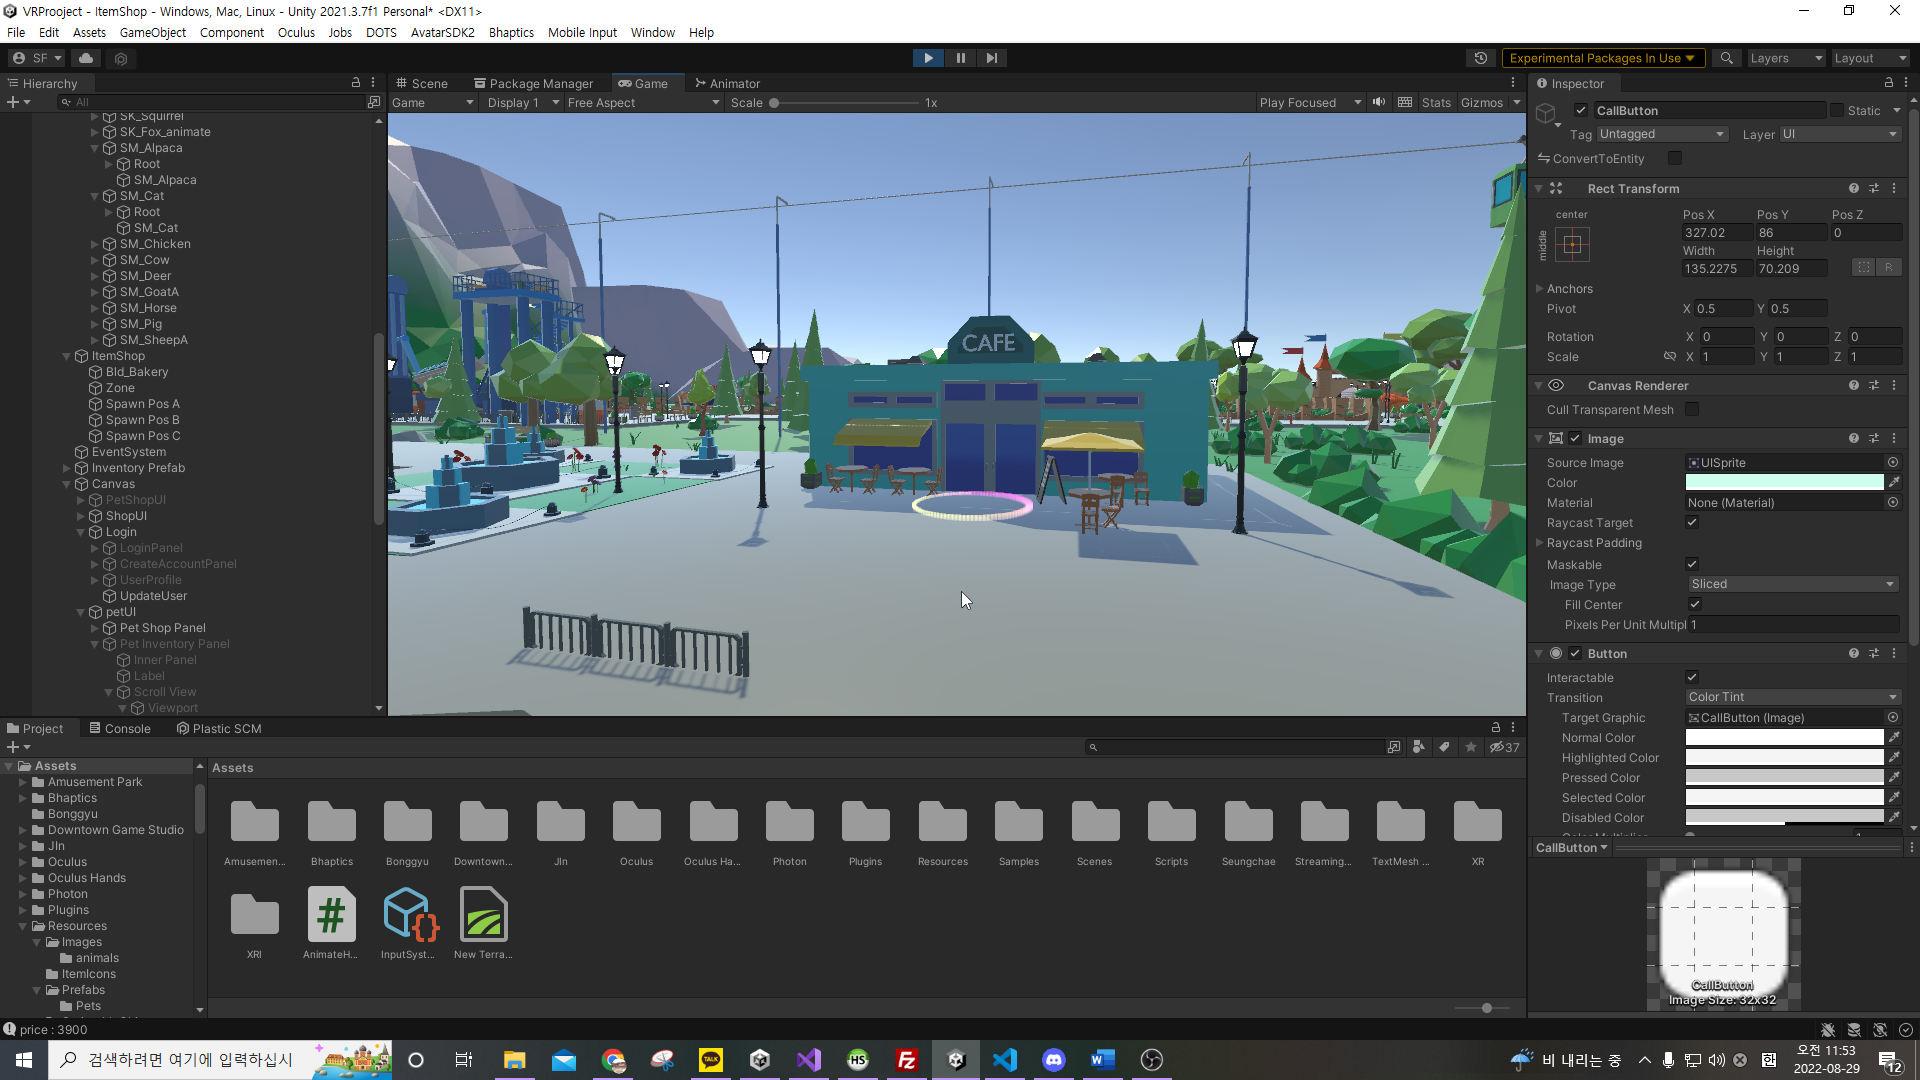 VRProoject - ItemShop - Windows, Mac, Linux - Unity 2021.3.7f1 Personal* <DX11>
File Edit Assets GameObject Component Oculus Jobs DOTS AvatarSDK2 Bhaptics Mobile Input Window Help
SF Experimental Packages In Use Layers Layout
Hierarchy
All
SK_Squirrel
SK_Fox_animate
SM_Alpaca
Root
SM_Alpaca
SM_Cat
Root
SM_Cat
SM_Chicken
SM_Cow
SM_Deer
SM_GoatA
SM_Horse
SM_Pig
SM_SheepA
ItemShop
Bld_Bakery
Zone
Spawn Pos A
Spawn Pos B
Spawn Pos C
EventSystem
Inventory Prefab
Canvas
PetShopUI
ShopUI
Login
LoginPanel
CreateAccountPanel
UserProfile
UpdateUser
petUI
Pet Shop Panel
Pet Inventory Panel
Inner Panel
Label
Scroll View
Viewport
Scene Package Manager Game Animator
Game Display 1 Free Aspect Scale 1x Play Focused Stats Gizmos
CAFE
Inspector
CallButton Static
Tag Untagged Layer UI
ConvertToEntity
Rect Transform
center
middle
Pos X Pos Y Pos Z
327.02 86 0
Width Height
135.2275 70.209
R
Anchors
Pivot X 0.5 Y 0.5
Rotation X 0 Y 0 Z 0
Scale X 1 Y 1 Z 1
Canvas Renderer
Cull Transparent Mesh
Image
Source Image UISprite
Color
Material None (Material)
Raycast Target
Raycast Padding
Maskable
Image Type Sliced
Fill Center
Pixels Per Unit Multipl 1
Button
Interactable
Transition Color Tint
Target Graphic CallButton (Image)
Normal Color
Highlighted Color
Pressed Color
Selected Color
Disabled Color
CallButton
CallButton
Image Size: 32x32
Project Console Plastic SCM
37
Assets
Amusement Park
Bhaptics
Bonggyu
Downtown Game Studio
JIn
Oculus
Oculus Hands
Photon
Plugins
Resources
Images
animals
ItemIcons
Prefabs
Pets
Assets
Amusemen... Bhaptics Bonggyu Downtown... JIn Oculus Oculus Ha... Photon Plugins Resources Samples Scenes Scripts Seungchae Streaming... TextMesh ... XR
XRI AnimateH... InputSyst... New Terra...
price : 3900
검색하려면 여기에 입력하십시
TALK
HS
비 내리는 중
오전 11:53
2022-08-29
12